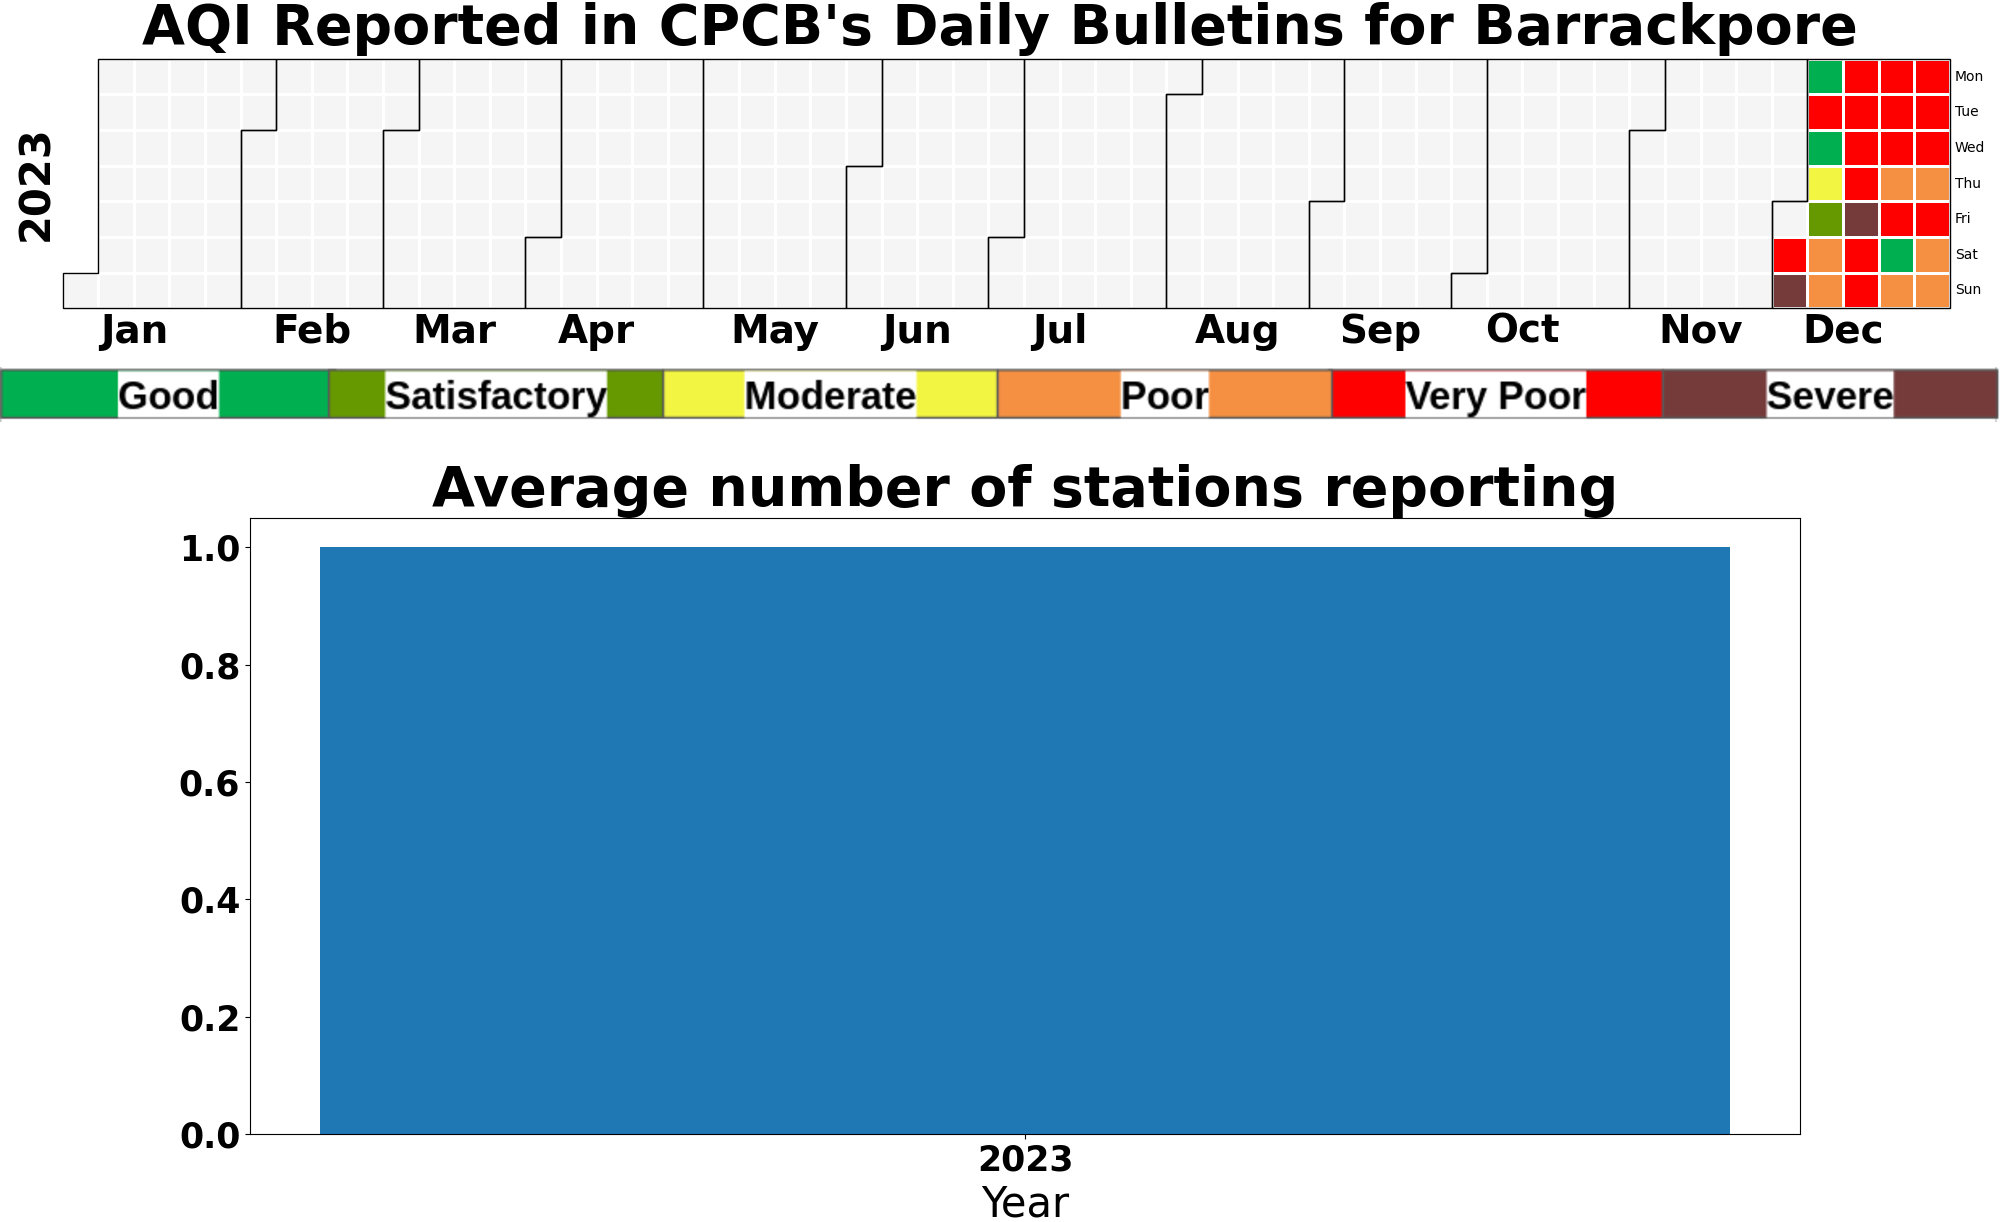 AQI Reported in CPCB's Daily Bulletins for Barrackpore
2023
Mon
Tue
Wed
Thu
Fri
Sat
Sun
Jan Feb Mar Apr May Jun Jul Aug Sep Oct Nov Dec
Good Satisfactory Moderate Poor Very Poor Severe
Average number of stations reporting
1.0
0.8
0.6
0.4
0.2
0.0
2023
Year